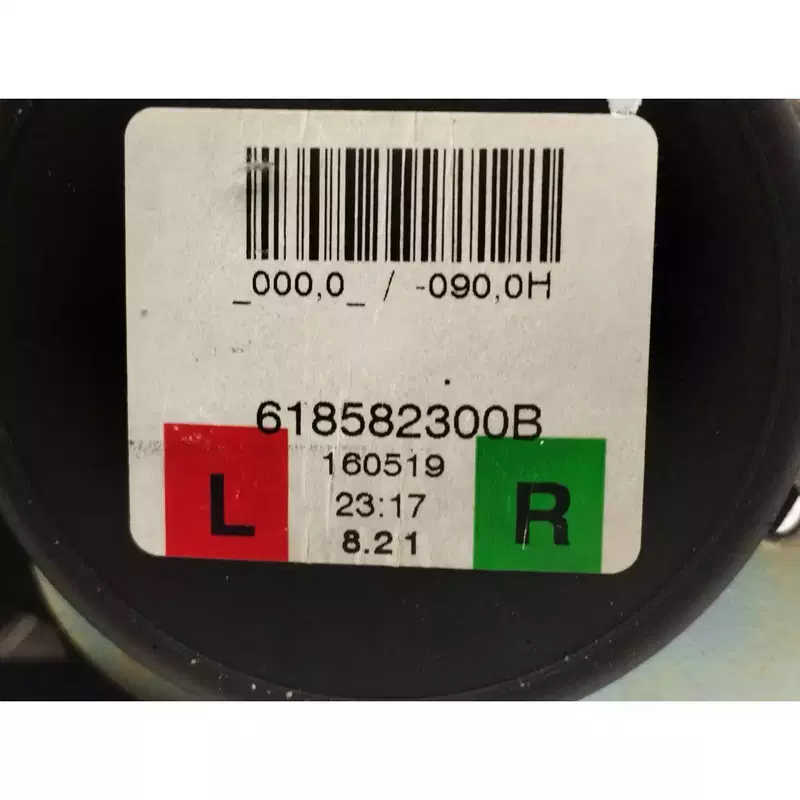 _000,0_ / -090,0H
618582300B
160519
23:17
8.21
L
R